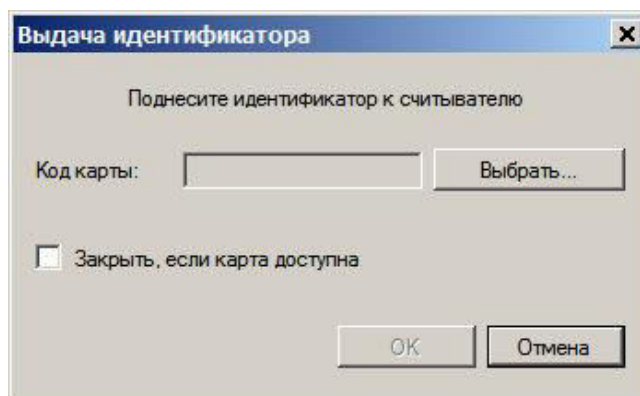 Выдача идентификатора
Поднесите идентификатор к считывателю
Код карты: Выбрать...
Закрыть, если карта доступна
OK Отмена